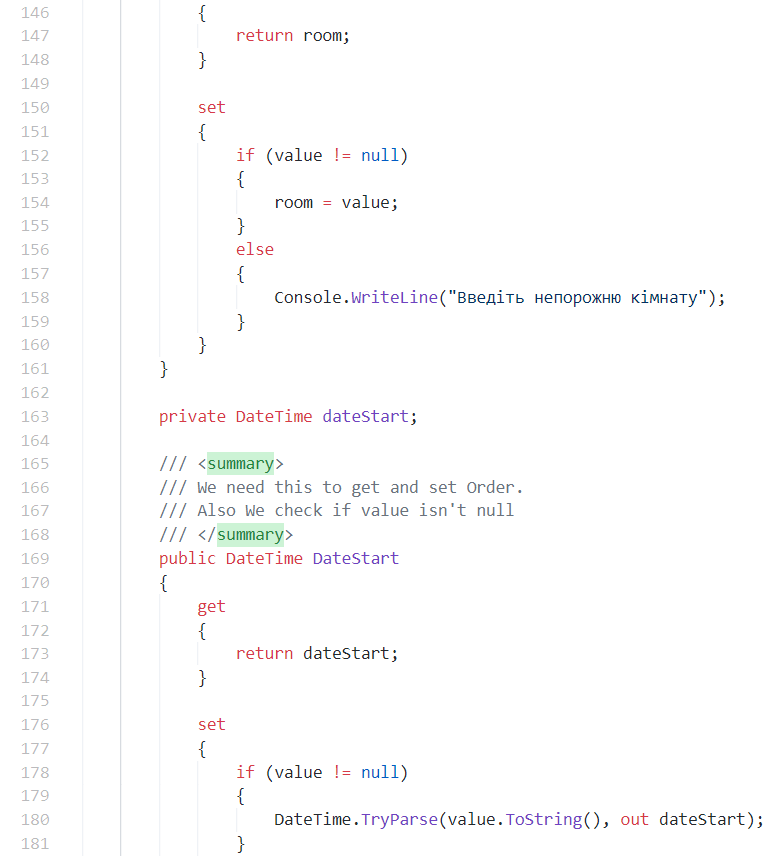 146 {
147 return room;
148 }
149
150 set
151 {
152 if (value != null)
153 {
154 room = value;
155 }
156 else
157 {
158 Console.WriteLine("Введіть непорожню кімнату");
159 }
160 }
161 }
162
163 private DateTime dateStart;
164
165 /// <summary>
166 /// We need this to get and set Order.
167 /// Also We check if value isn't null
168 /// </summary>
169 public DateTime DateStart
170 {
171 get
172 {
173 return dateStart;
174 }
175
176 set
177 {
178 if (value != null)
179 {
180 DateTime.TryParse(value.ToString(), out dateStart);
181 }